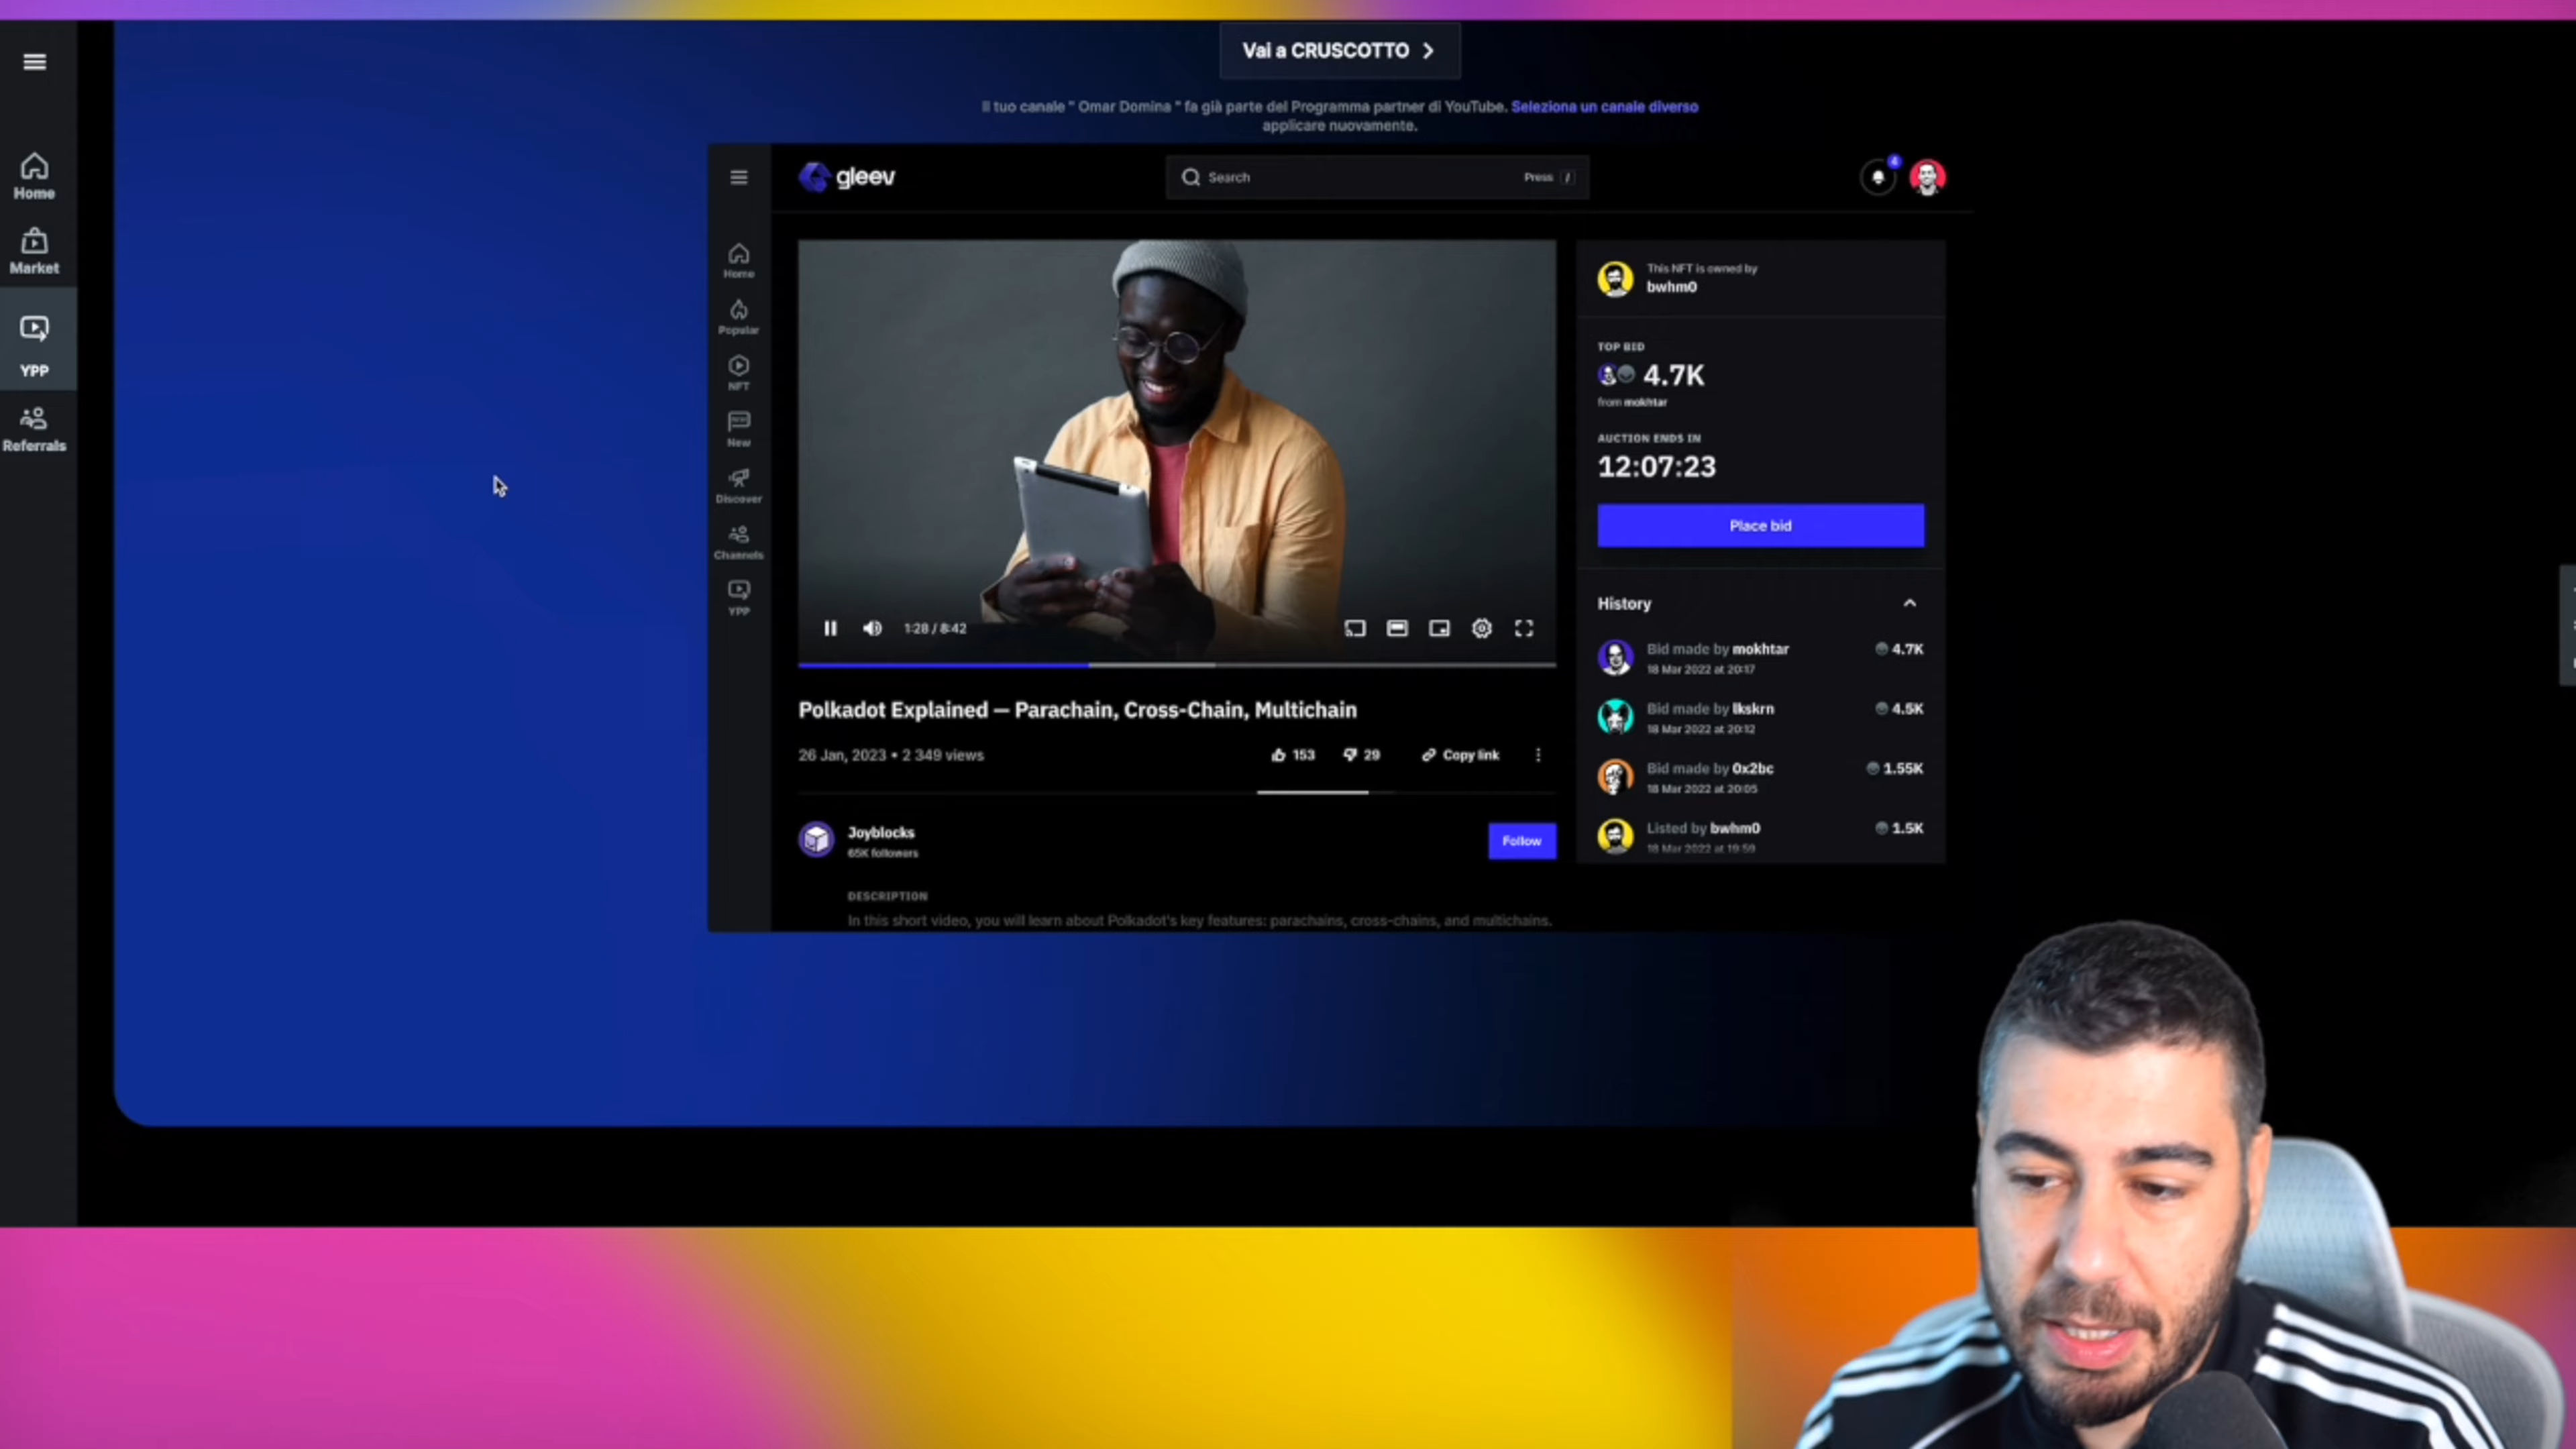 Vai a CRUSCOTTO
Il tuo canale " Omar Domina " fa già parte del Programma partner di YouTube. Seleziona un canale diverso
applicare nuovamente.
Home
Market
YPP
Referrals
gleev
Search
Press /
4
Home
Popular
NFT
New
Discover
Channels
YPP
1:28 / 8:42
Polkadot Explained — Parachain, Cross-Chain, Multichain
26 Jan, 2023 • 2 349 views
153
29
Copy link
Joyblocks
65K followers
Follow
DESCRIPTION
In this short video, you will learn about Polkadot's key features: parachains, cross-chains, and multichains.
This NFT is owned by
bwhm0
TOP BID
4.7K
from mokhtar
AUCTION ENDS IN
12:07:23
Place bid
History
Bid made by mokhtar
4.7K
18 Mar 2022 at 20:17
Bid made by lkskrn
4.5K
18 Mar 2022 at 20:12
Bid made by 0x2bc
1.55K
18 Mar 2022 at 20:05
Listed by bwhm0
1.5K
18 Mar 2022 at 19:59